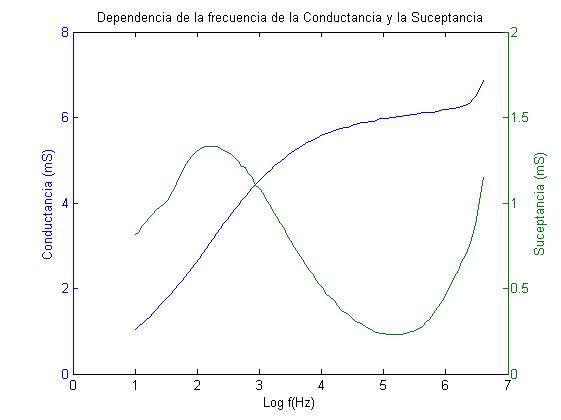 Dependencia de la frecuencia de la Conductancia y la Suceptancia
8
6
4
2
0
Conductancia (mS)
2
1.5
1
0.5
0
Suceptancia (mS)
0 1 2 3 4 5 6 7
Log f(Hz)